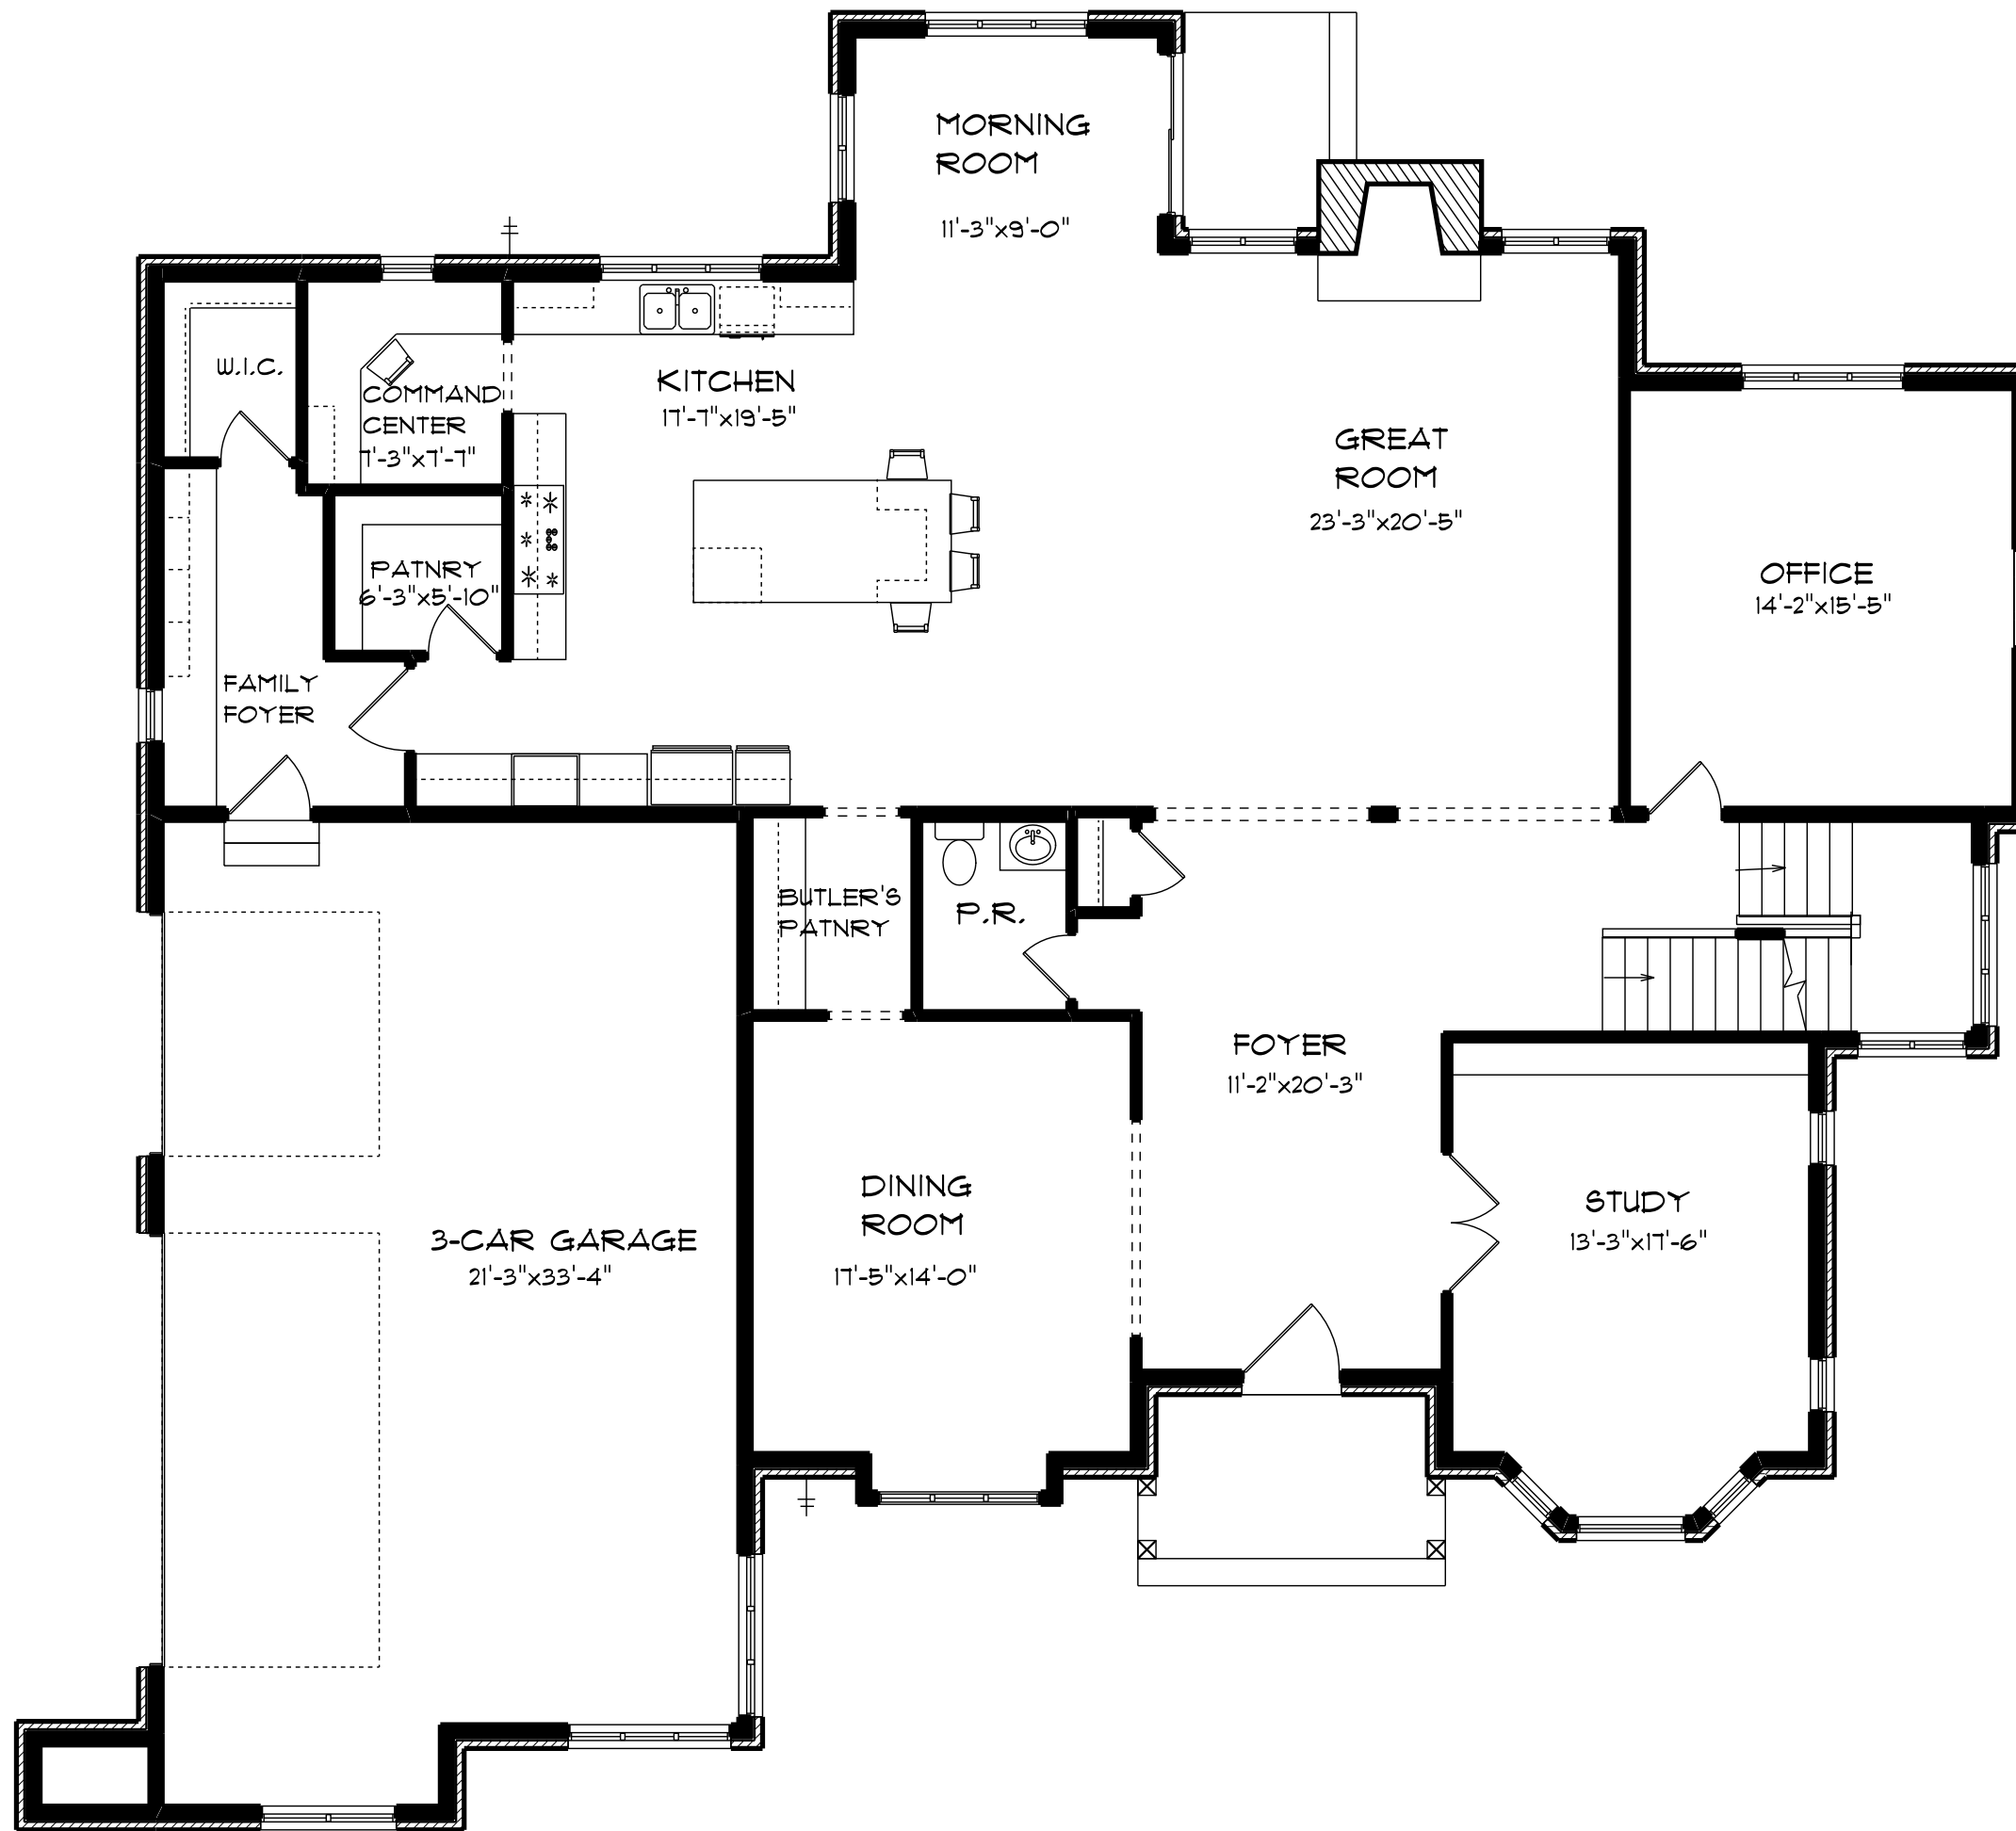 MORNING
ROOM
11'-3"x9'-0"
W.I.C.
COMMAND
CENTER
7'-3"x7'-7"
KITCHEN
17'-7"x19'-5"
GREAT
ROOM
23'-3"x20'-5"
PATNRY
6'-3"x5'-10"
OFFICE
14'-2"x15'-5"
FAMILY
FOYER
BUTLER'S
PATNRY
P.R.
FOYER
11'-2"x20'-3"
DINING
ROOM
17'-5"x14'-0"
STUDY
13'-3"x17'-6"
3-CAR GARAGE
21'-3"x33'-4"